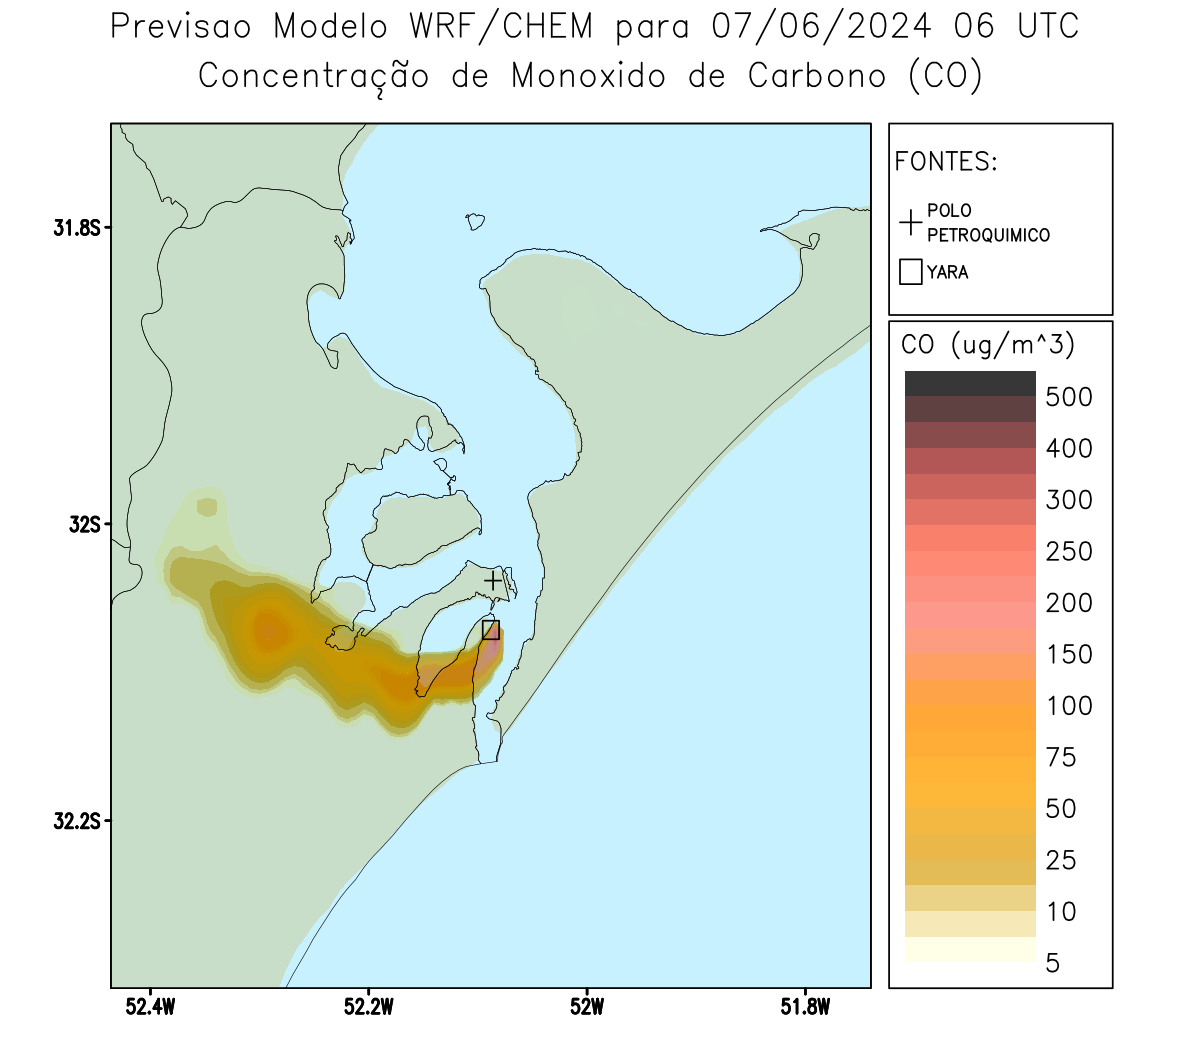 Previsao Modelo WRF/CHEM para 07/06/2024 06 UTC
Concentração de Monoxido de Carbono (CO)
FONTES:
POLO
PETROQUIMICO
YARA
CO (ug/m^3)
500
400
300
250
200
150
100
75
50
25
10
5
31.8S
32S
32.2S
52.4W
52.2W
52W
51.8W